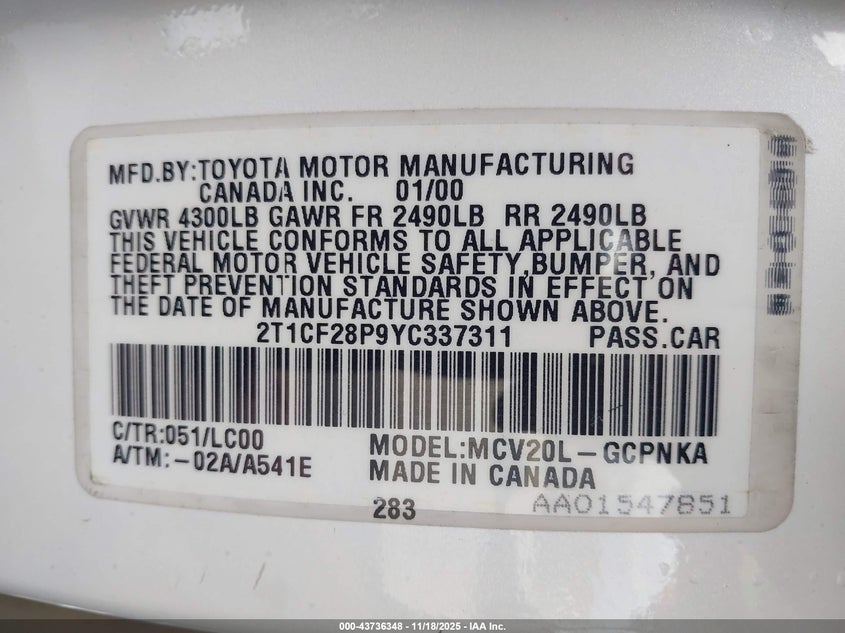 MFD.BY:TOYOTA MOTOR MANUFACTURING
CANADA INC. 01/00
GVWR 4300LB GAWR FR 2490LB RR 2490LB
THIS VEHICLE CONFORMS TO ALL APPLICABLE
FEDERAL MOTOR VEHICLE SAFETY,BUMPER, AND
THEFT PREVENTION STANDARDS IN EFFECT ON
THE DATE OF MANUFACTURE SHOWN ABOVE.
2T1CF28P9YC337311 PASS.CAR
C/TR:051/LC00
A/TM:-02A/A541E
MODEL:MCV20L-GCPNKA
MADE IN CANADA
283
AA01547851
000-43736348 - 11/18/2025 - IAA Inc.